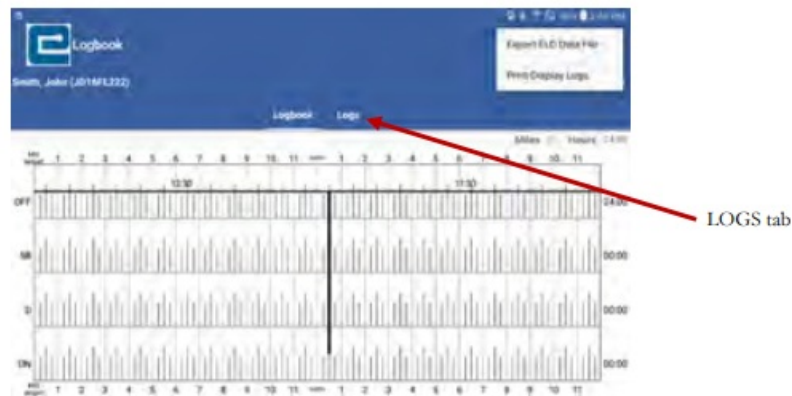 Logbook
Export ELD Data File
Print Display Logs
Smith, John (JD16FL222)
Logbook Logs
Miles Hours 24:00
1 2 3 4 5 6 7 8 9 10 11 1 2 3 4 5 6 7 8 9 10 11
12:30 11:30
OFF 24:00
SB 00:00
D 00:00
ON 00:00
1 2 3 4 5 6 7 8 9 10 11 1 2 3 4 5 6 7 8 9 10 11
LOGS tab